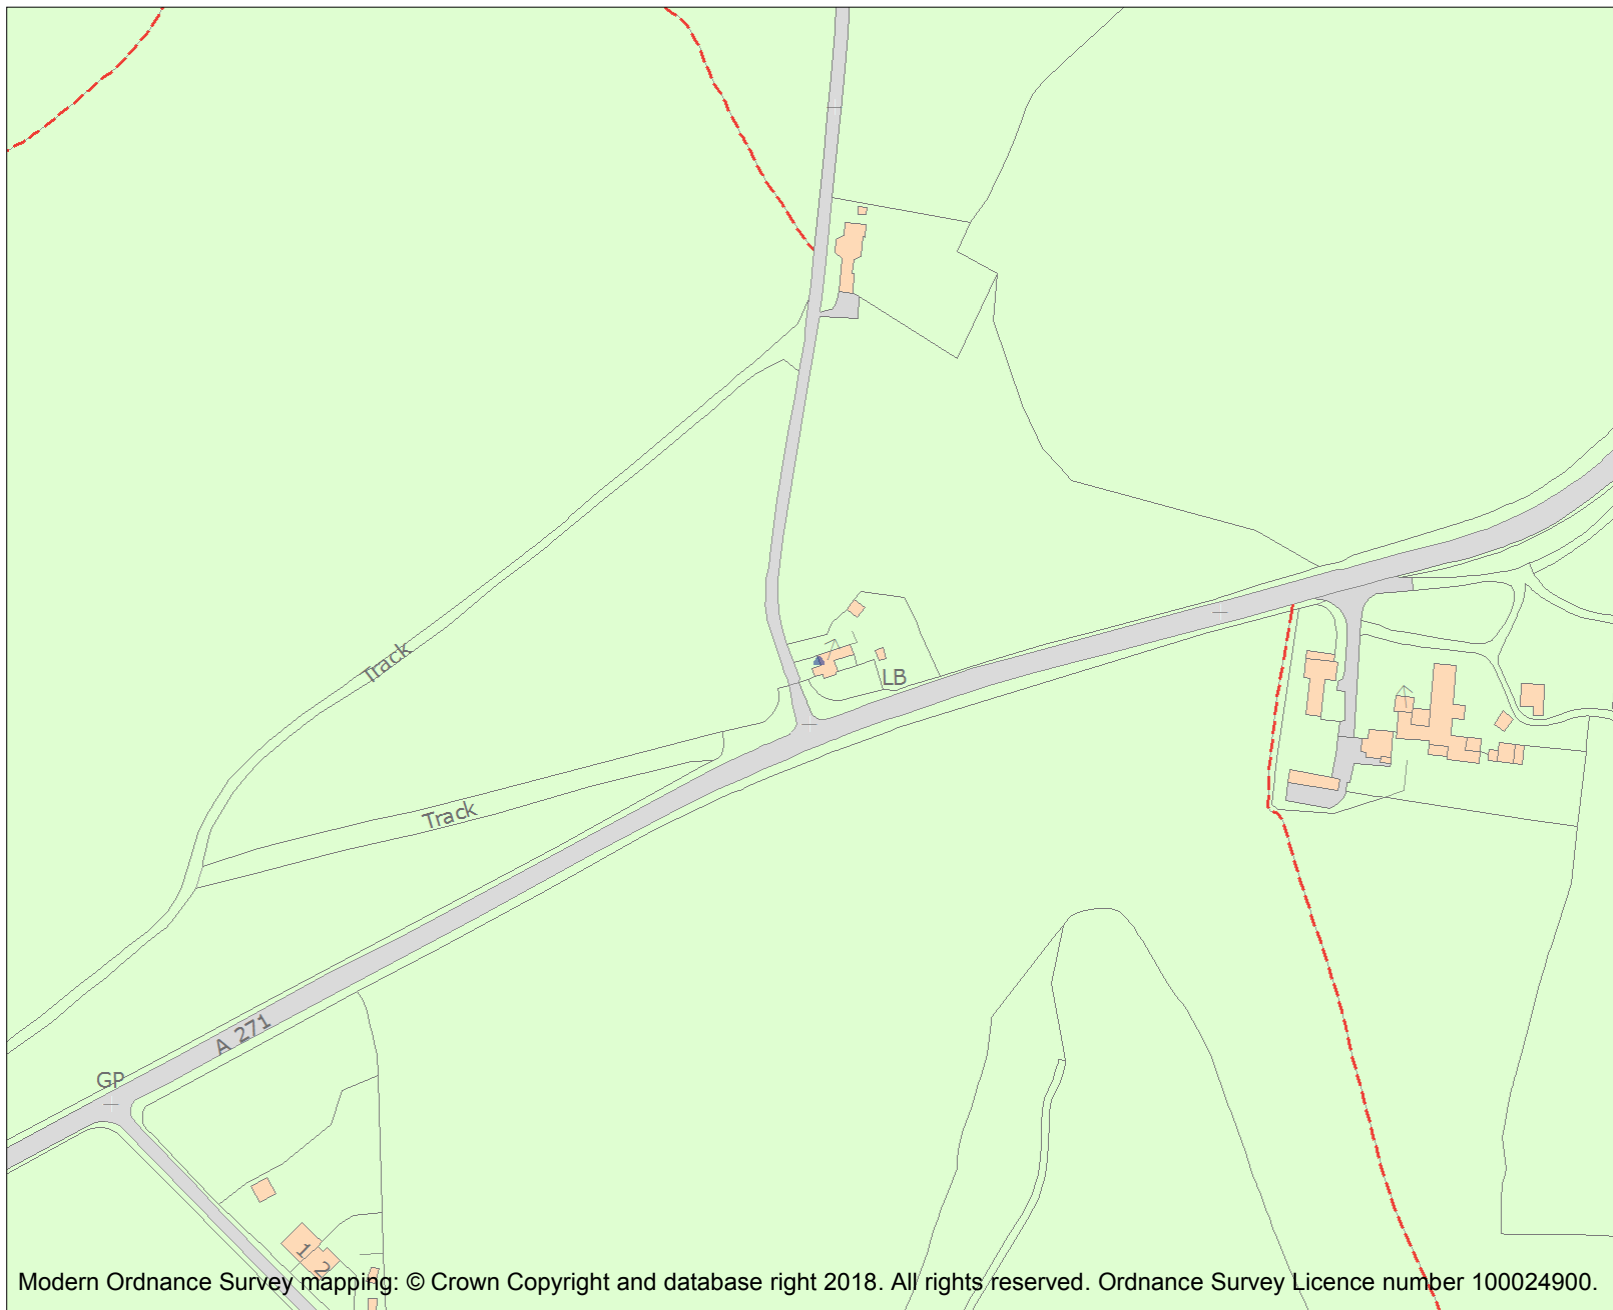 Track
LB
Track
A 271
GP
1
2
Modern Ordnance Survey mapping: © Crown Copyright and database right 2018. All rights reserved. Ordnance Survey Licence number 100024900.